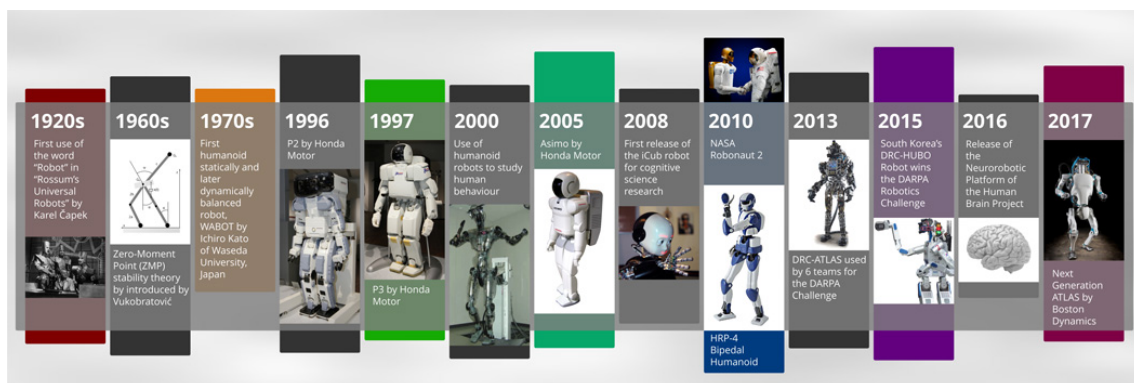 1920s
First use of
the word
“Robot” in
“Rossum’s
Universal
Robots” by
Karel Čapek
1960s
Zero-Moment
Point (ZMP)
stability theory
by introduced by
Vukobratović
1970s
First
humanoid
statically and
later
dynamically
balanced
robot,
WABOT by
Ichiro Kato
of Waseda
University,
Japan
1996
P2 by Honda
Motor
1997
P3 by Honda
Motor
2000
Use of
humanoid
robots to study
human
behaviour
2005
Asimo by
Honda Motor
2008
First release of
the iCub robot
for cognitive
science
research
2010
NASA
Robonaut 2
HRP-4
Bipedal
Humanoid
2013
DRC-ATLAS used
by 6 teams for
the DARPA
Challenge
2015
South Korea’s
DRC-HUBO
Robot wins the
DARPA
Robotics
Challenge
2016
Release of
the
Neurorobotic
Platform of
the Human
Brain Project
2017
Next
Generation
ATLAS by
Boston
Dynamics